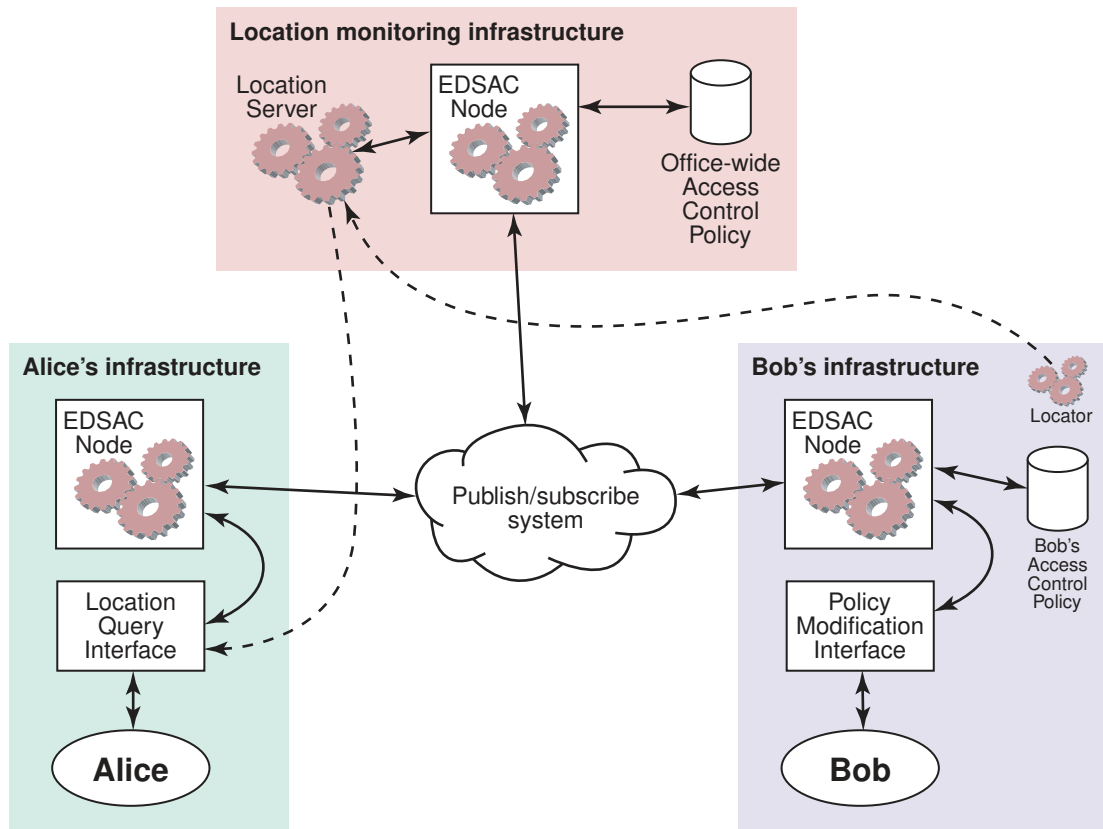 Location monitoring infrastructure
Location
Server
EDSAC
Node
Office-wide
Access
Control
Policy
Alice’s infrastructure
EDSAC
Node
Location
Query
Interface
Alice
Publish/subscribe
system
Bob’s infrastructure
EDSAC
Node
Locator
Bob’s
Access
Control
Policy
Policy
Modification
Interface
Bob